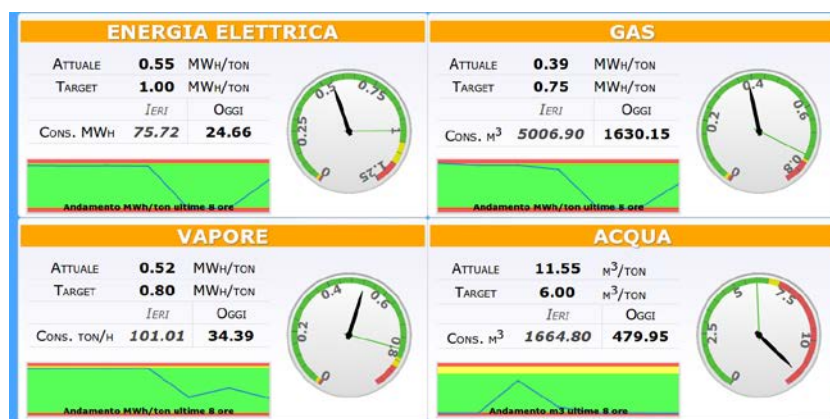 ENERGIA ELETTRICA
ATTUALE 0.55 MWH/TON
TARGET 1.00 MWH/TON
IERI OGGI
CONS. MWH 75.72 24.66
0 0.25 0.5 0.75 1 1.25
Andamento MWh/ton ultime 8 ore
GAS
ATTUALE 0.39 MWH/TON
TARGET 0.75 MWH/TON
IERI OGGI
CONS. M³ 5006.90 1630.15
0 0.2 0.4 0.6 0.8
Andamento MWh/ton ultime 8 ore
VAPORE
ATTUALE 0.52 MWH/TON
TARGET 0.80 MWH/TON
IERI OGGI
CONS. TON/H 101.01 34.39
0 0.2 0.4 0.6 0.8
Andamento MWh/ton ultime 8 ore
ACQUA
ATTUALE 11.55 M³/TON
TARGET 6.00 M³/TON
IERI OGGI
CONS. M³ 1664.80 479.95
0 2.5 5 7.5 10
Andamento m3 ultime 8 ore